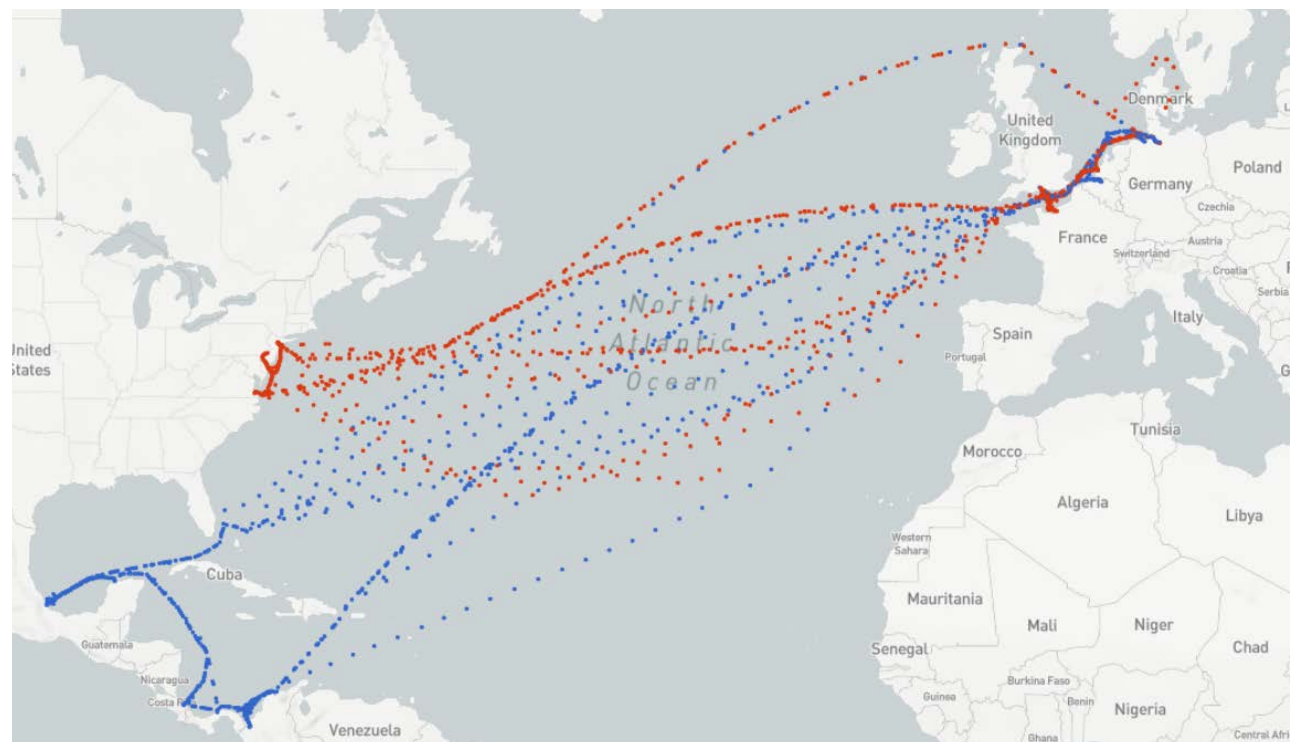 Denmark
United
Kingdom
Poland
Germany
Czechia
France
Austria
Switzerland
Croatia
Serbia
North
Atlantic
Ocean
Italy
Spain
Portugal
United
States
Tunisia
Morocco
Algeria
Libya
Western
Sahara
Cuba
Mauritania
Mali
Niger
Chad
Senegal
Guatemala
Nicaragua
Costa R
Burkina Faso
Guinea
Benin
Nigeria
Venezuela
Ghana
Central Afri